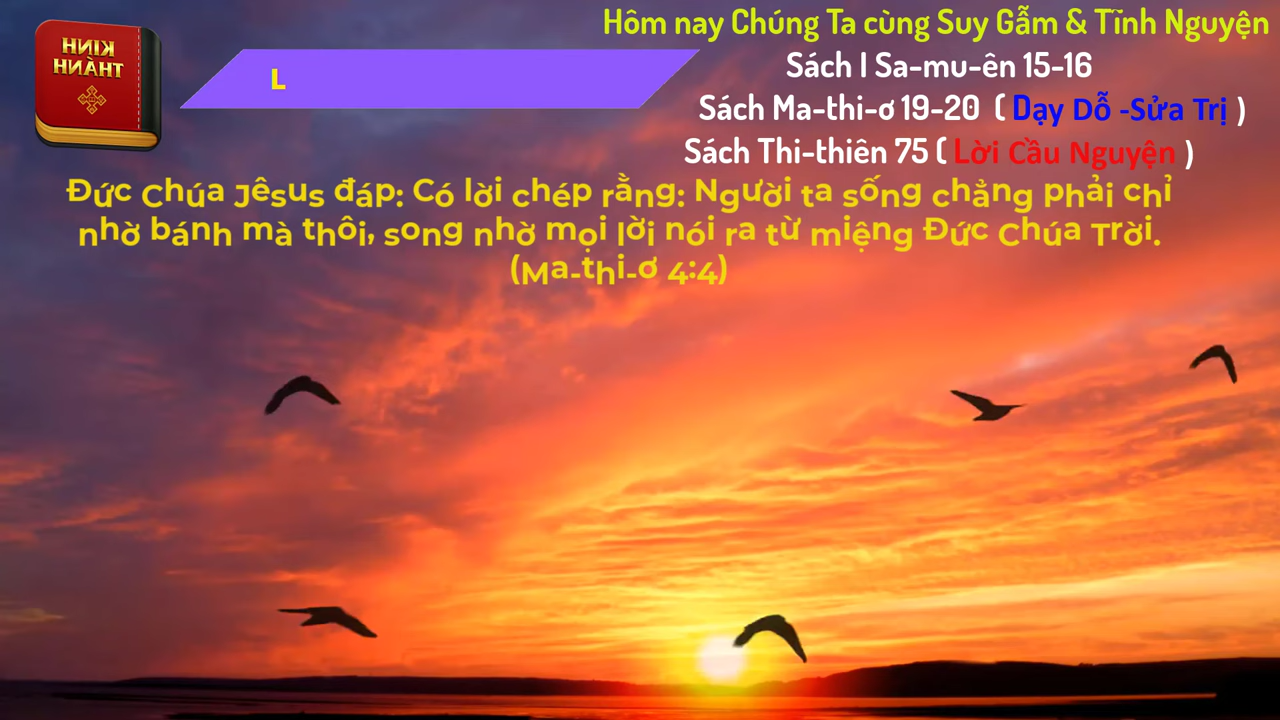 Hôm nay Chúng Ta cùng Suy Gẫm & Tĩnh Nguyện
KINH
THÀNH
L
Sách I Sa-mu-ên 15-16
Sách Ma-thi-ơ 19-20 ( Dạy Dỗ -Sửa Trị )
Sách Thi-thiên 75 ( Lời Cầu Nguyện )
Đức Chúa Jêsus đáp: Có lời chép rằng: Người ta sống chẳng phải chỉ
nhờ bánh mà thôi, song nhờ mọi lời nói ra từ miệng Đức Chúa Trời.
(Ma-thi-ơ 4:4)